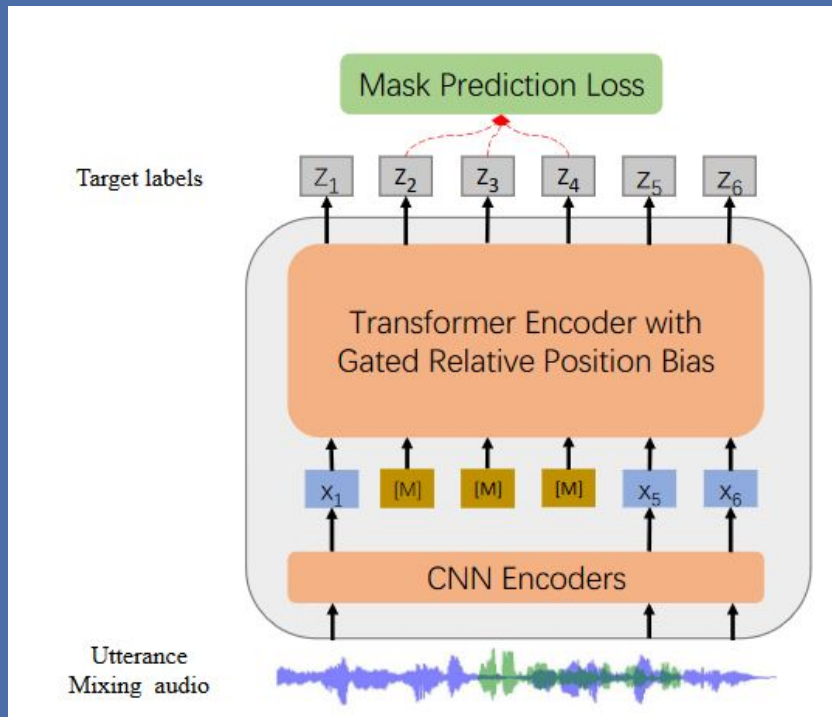 Mask Prediction Loss
Target labels
Z1 Z2 Z3 Z4 Z5 Z6
Transformer Encoder with
Gated Relative Position Bias
x1 [M] [M] [M] x5 x6
CNN Encoders
Utterance
Mixing audio